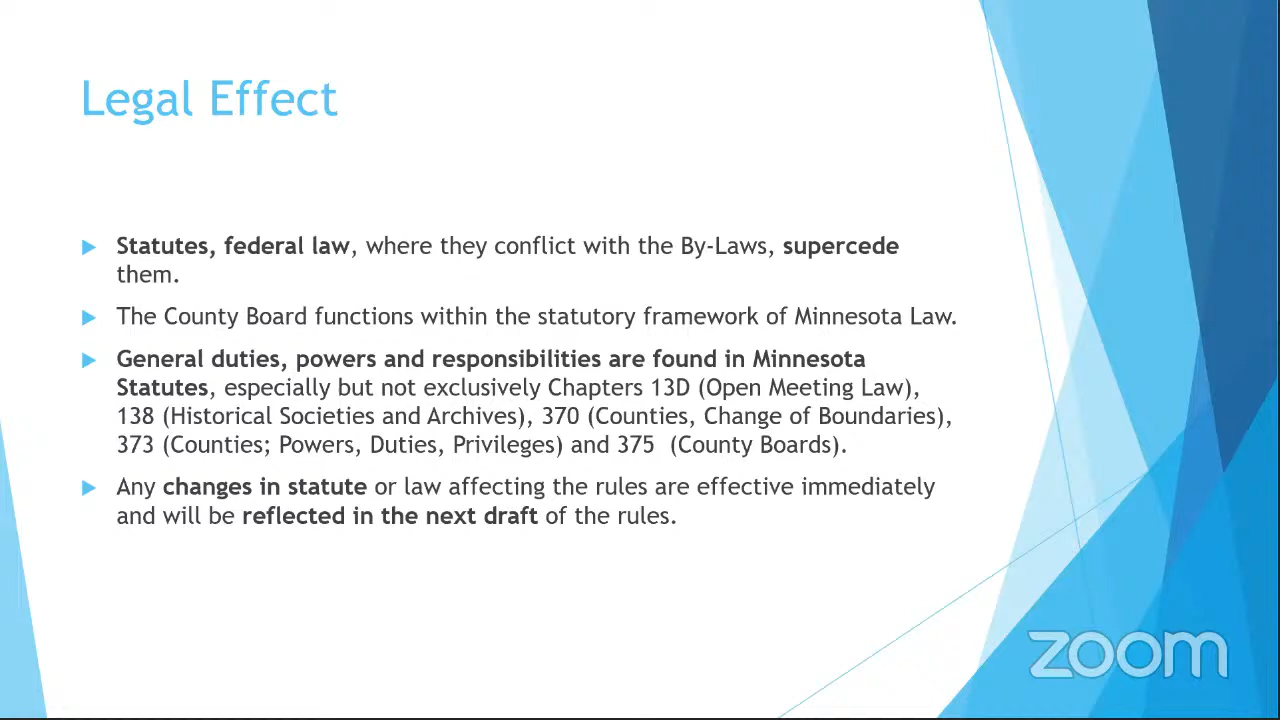 Legal Effect
Statutes, federal law, where they conflict with the By-Laws, supercede
them.
The County Board functions within the statutory framework of Minnesota Law.
General duties, powers and responsibilities are found in Minnesota
Statutes, especially but not exclusively Chapters 13D (Open Meeting Law),
138 (Historical Societies and Archives), 370 (Counties, Change of Boundaries),
373 (Counties; Powers, Duties, Privileges) and 375  (County Boards).
Any changes in statute or law affecting the rules are effective immediately
and will be reflected in the next draft of the rules.
zoom